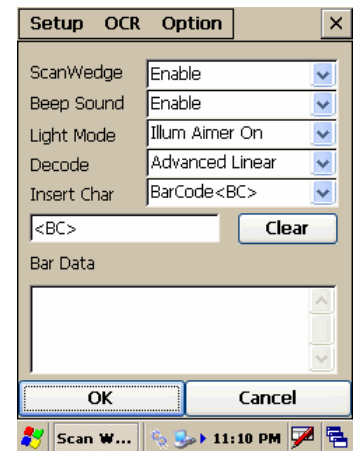 Setup OCR Option ×
ScanWedge Enable
Beep Sound Enable
Light Mode Illum Aimer On
Decode Advanced Linear
Insert Char BarCode<BC>
<BC> Clear
Bar Data
OK Cancel
Scan W... 11:10 PM